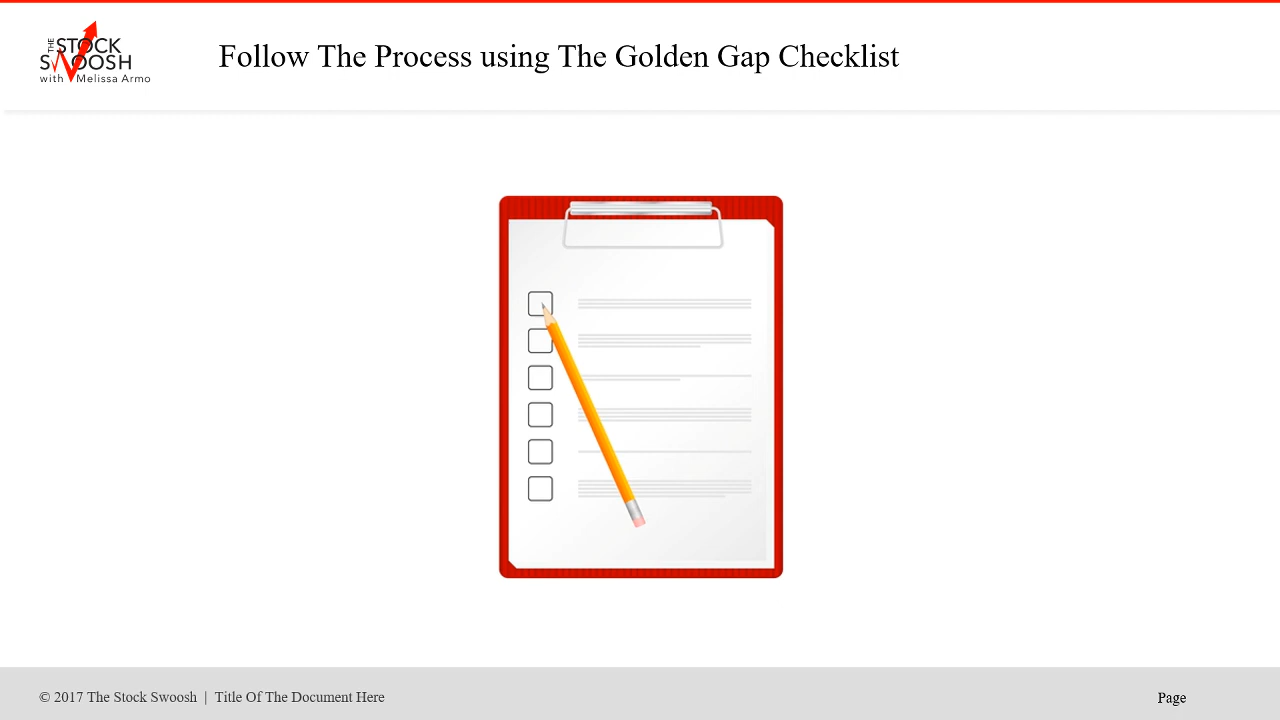 THE STOCK
SWOOSH
with Melissa Armo
Follow The Process using The Golden Gap Checklist
© 2017 The Stock Swoosh | Title Of The Document Here
Page